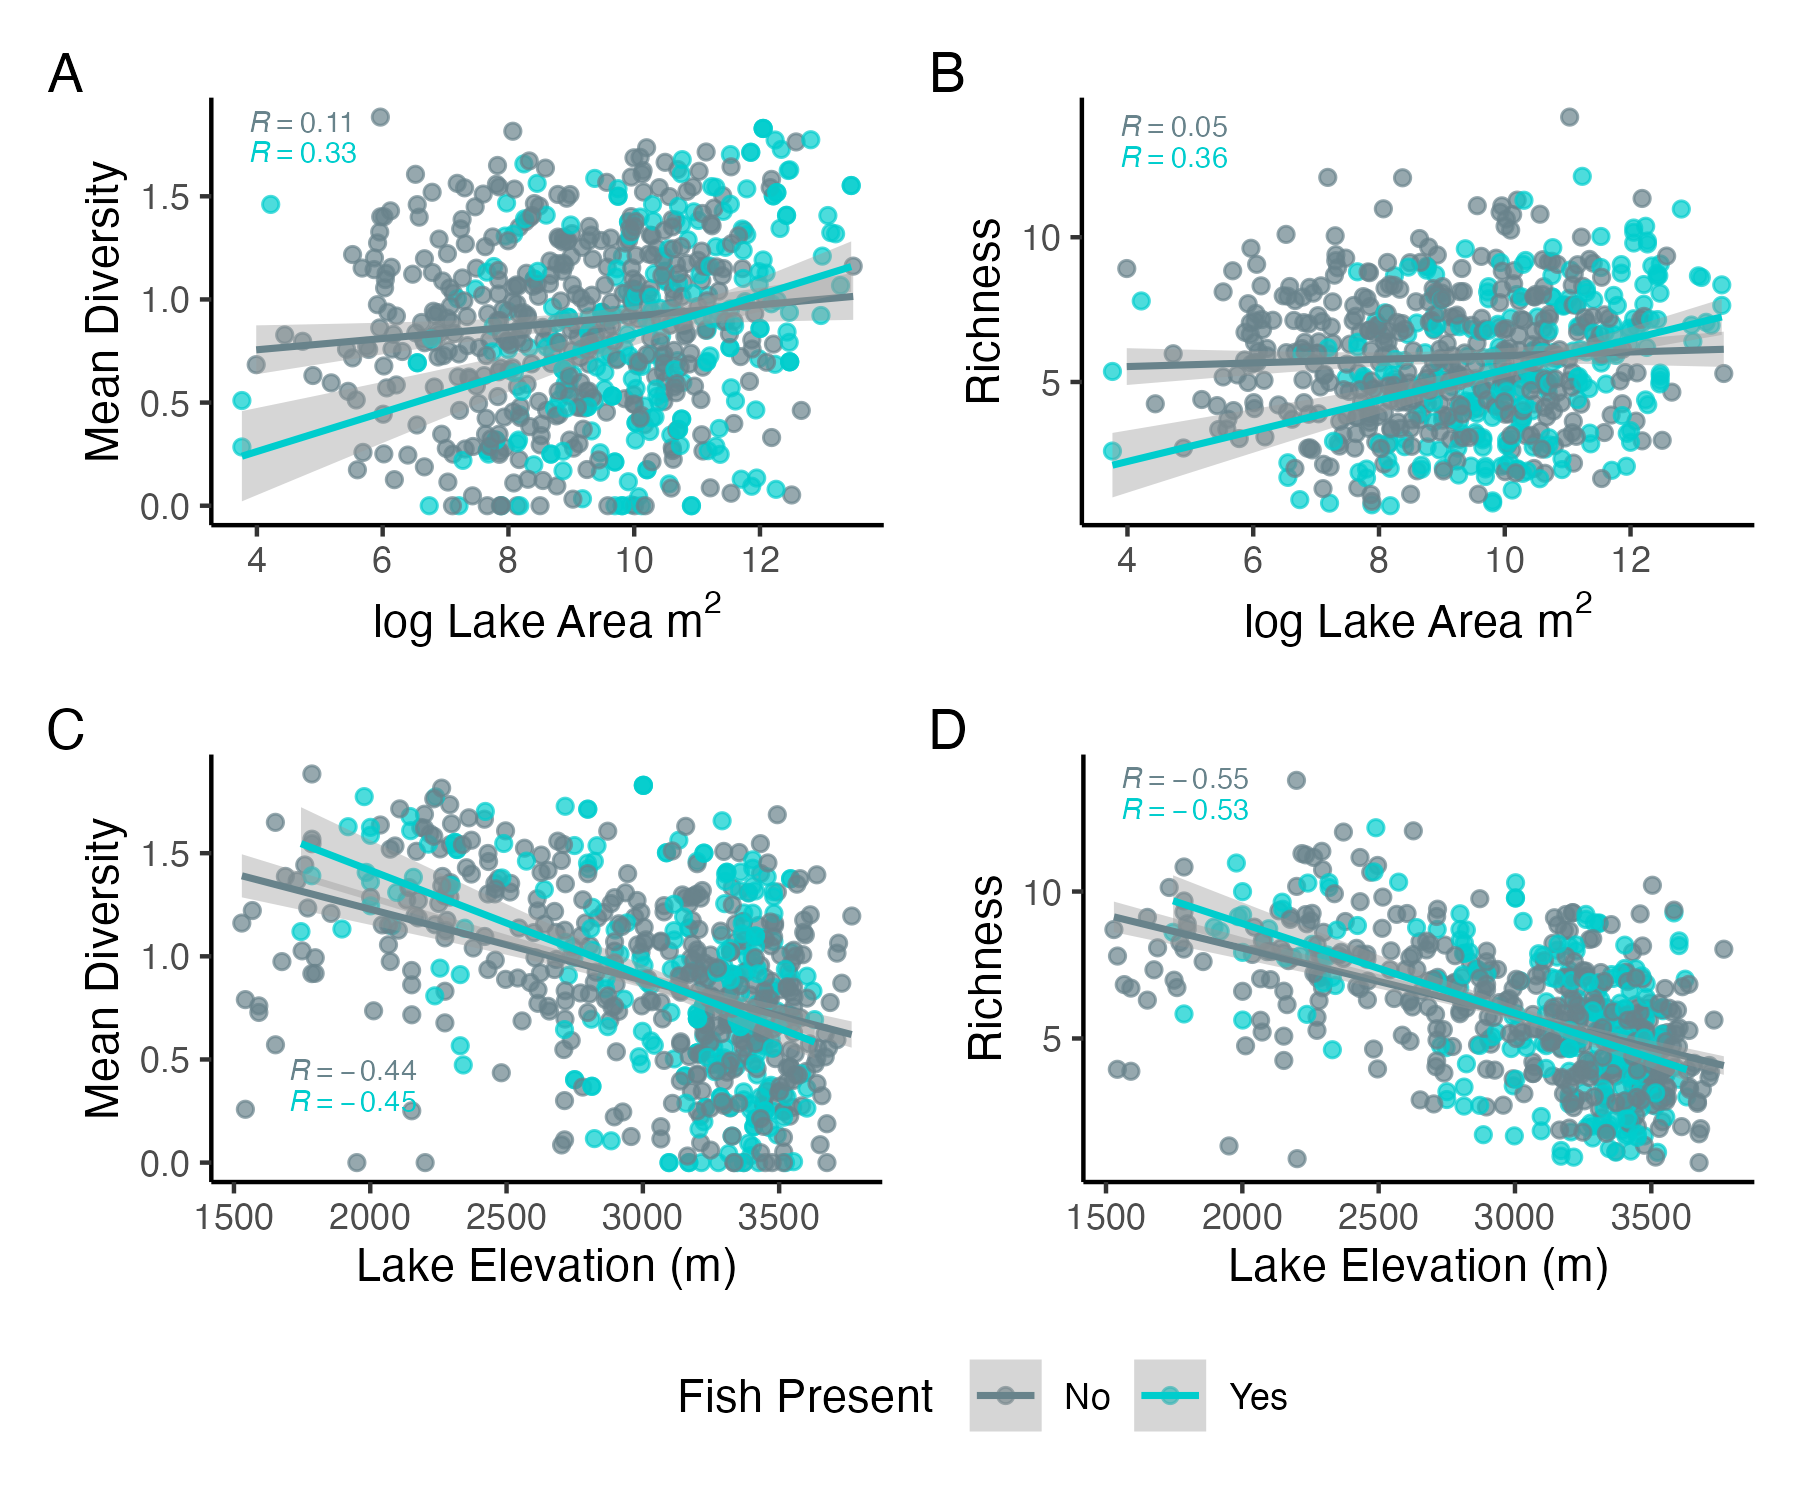 A
R = 0.11
R = 0.33
Mean Diversity
1.5
1.0
0.5
0.0
4 6 8 10 12
log Lake Area m²
B
R = 0.05
R = 0.36
Richness
10
5
4 6 8 10 12
log Lake Area m²
C
Mean Diversity
1.5
1.0
0.5
0.0
R = −0.44
R = −0.45
1500 2000 2500 3000 3500
Lake Elevation (m)
D
R = −0.55
R = −0.53
Richness
10
5
1500 2000 2500 3000 3500
Lake Elevation (m)
Fish Present No Yes